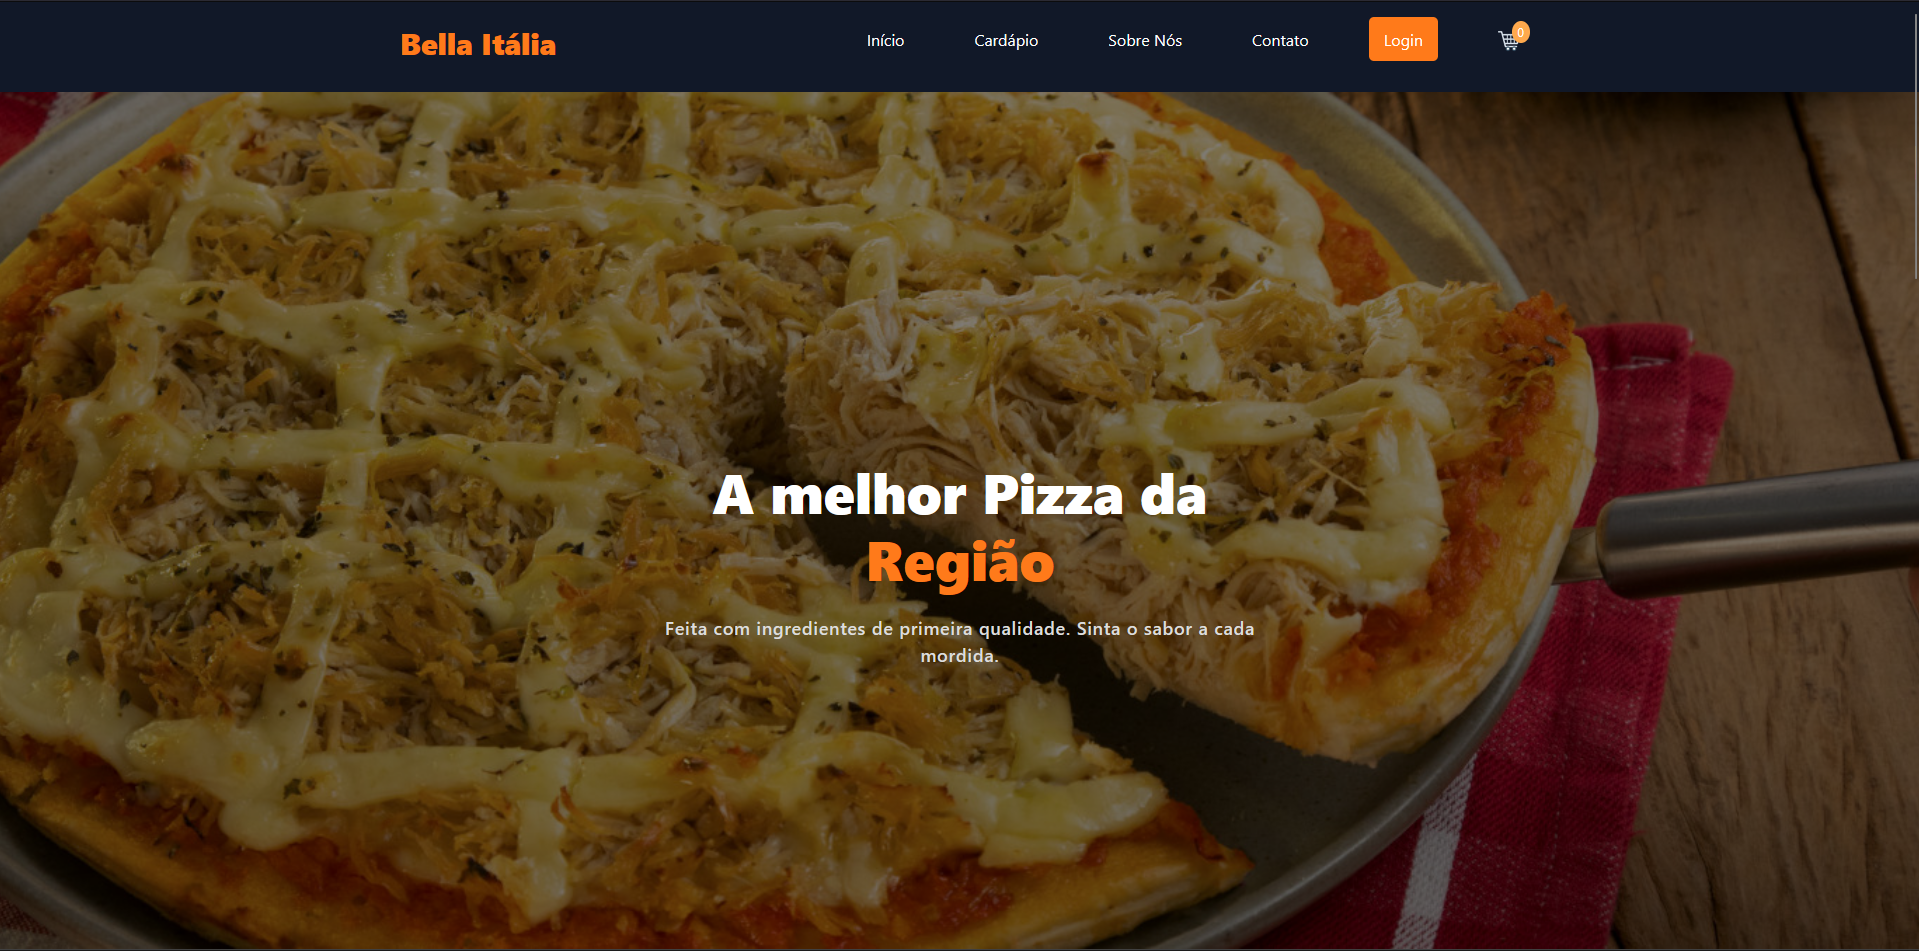 Bella Itália
Início
Cardápio
Sobre Nós
Contato
Login
0
A melhor Pizza da
Região
Feita com ingredientes de primeira qualidade. Sinta o sabor a cada
mordida.